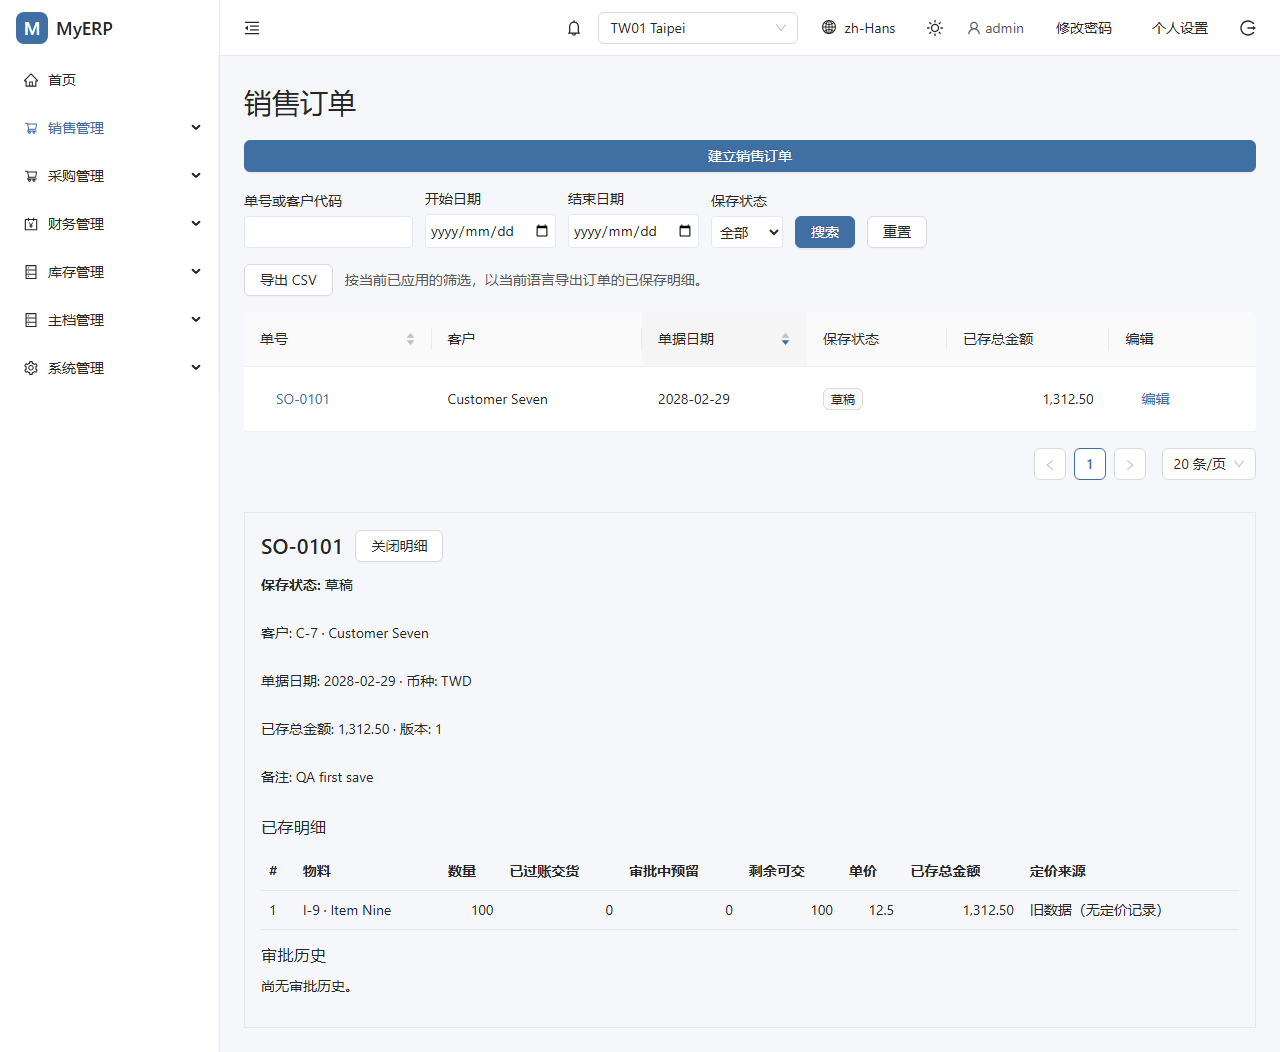 M MyERP
TW01 Taipei
zh-Hans
admin
修改密码
个人设置
首页
销售管理
采购管理
财务管理
库存管理
主档管理
系统管理
销售订单
建立销售订单
单号或客户代码
开始日期
结束日期
保存状态
yyyy/mm/dd
yyyy/mm/dd
全部
搜索
重置
导出 CSV
按当前已应用的筛选，以当前语言导出订单的已保存明细。
单号 客户 单据日期 保存状态 已存总金额 编辑
SO-0101 Customer Seven 2028-02-29 草稿 1,312.50 编辑
< 1 > 20 条/页
SO-0101 关闭明细
保存状态: 草稿
客户: C-7 · Customer Seven
单据日期: 2028-02-29 · 币种: TWD
已存总金额: 1,312.50 · 版本: 1
备注: QA first save
已存明细
# 物料 数量 已过账交货 审批中预留 剩余可交 单价 已存总金额 定价来源
1 I-9 · Item Nine 100 0 0 100 12.5 1,312.50 旧数据（无定价记录）
审批历史
尚无审批历史。